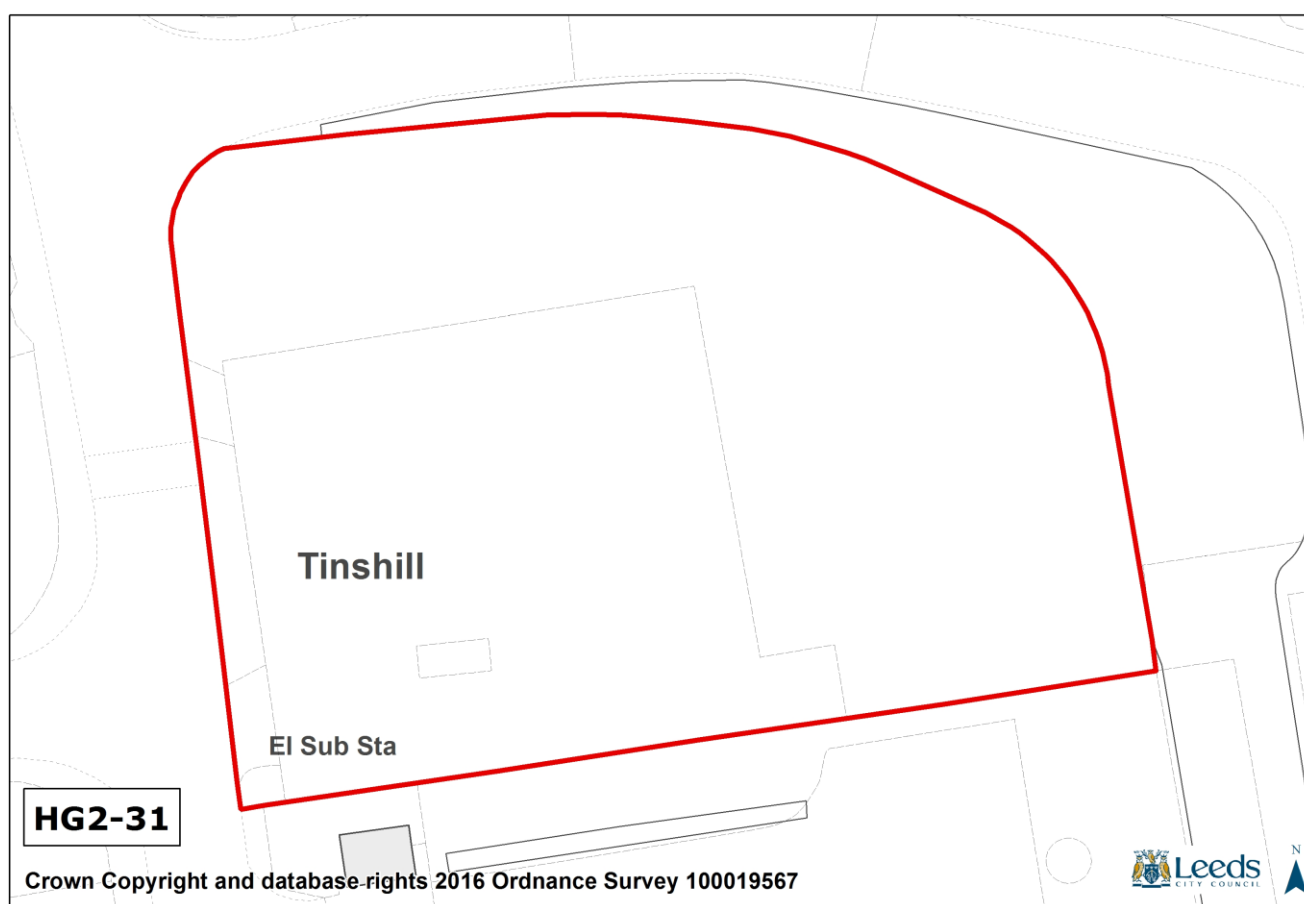 Tinshill
El Sub Sta
HG2-31
Crown Copyright and database rights 2016 Ordnance Survey 100019567
Leeds
CITY COUNCIL
N